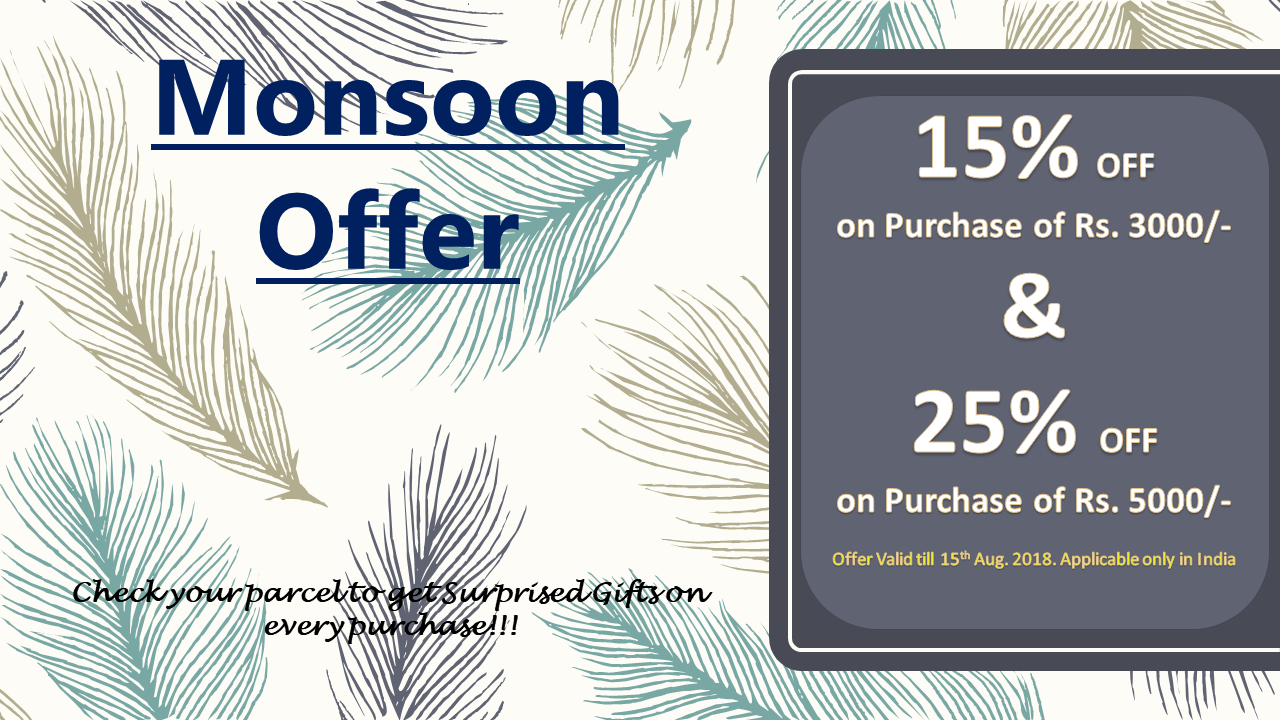 Monsoon
Offer
Check your parcel to get Surprised Gifts on
every purchase!!!
15% OFF
on Purchase of Rs. 3000/-
&
25% OFF
on Purchase of Rs. 5000/-
Offer Valid till 15th Aug. 2018. Applicable only in India